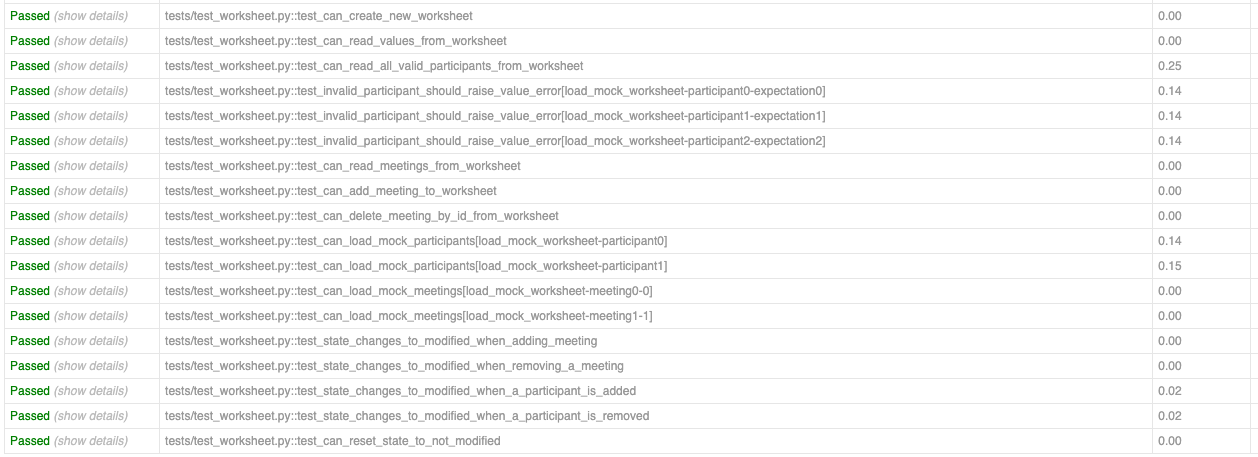 Passed (show details) tests/test_worksheet.py::test_can_create_new_worksheet 0.00
Passed (show details) tests/test_worksheet.py::test_can_read_values_from_worksheet 0.00
Passed (show details) tests/test_worksheet.py::test_can_read_all_valid_participants_from_worksheet 0.25
Passed (show details) tests/test_worksheet.py::test_invalid_participant_should_raise_value_error[load_mock_worksheet-participant0-expectation0] 0.14
Passed (show details) tests/test_worksheet.py::test_invalid_participant_should_raise_value_error[load_mock_worksheet-participant1-expectation1] 0.14
Passed (show details) tests/test_worksheet.py::test_invalid_participant_should_raise_value_error[load_mock_worksheet-participant2-expectation2] 0.14
Passed (show details) tests/test_worksheet.py::test_can_read_meetings_from_worksheet 0.00
Passed (show details) tests/test_worksheet.py::test_can_add_meeting_to_worksheet 0.00
Passed (show details) tests/test_worksheet.py::test_can_delete_meeting_by_id_from_worksheet 0.00
Passed (show details) tests/test_worksheet.py::test_can_load_mock_participants[load_mock_worksheet-participant0] 0.14
Passed (show details) tests/test_worksheet.py::test_can_load_mock_participants[load_mock_worksheet-participant1] 0.15
Passed (show details) tests/test_worksheet.py::test_can_load_mock_meetings[load_mock_worksheet-meeting0-0] 0.00
Passed (show details) tests/test_worksheet.py::test_can_load_mock_meetings[load_mock_worksheet-meeting1-1] 0.00
Passed (show details) tests/test_worksheet.py::test_state_changes_to_modified_when_adding_meeting 0.00
Passed (show details) tests/test_worksheet.py::test_state_changes_to_modified_when_removing_a_meeting 0.00
Passed (show details) tests/test_worksheet.py::test_state_changes_to_modified_when_a_participant_is_added 0.02
Passed (show details) tests/test_worksheet.py::test_state_changes_to_modified_when_a_participant_is_removed 0.02
Passed (show details) tests/test_worksheet.py::test_can_reset_state_to_not_modified 0.00